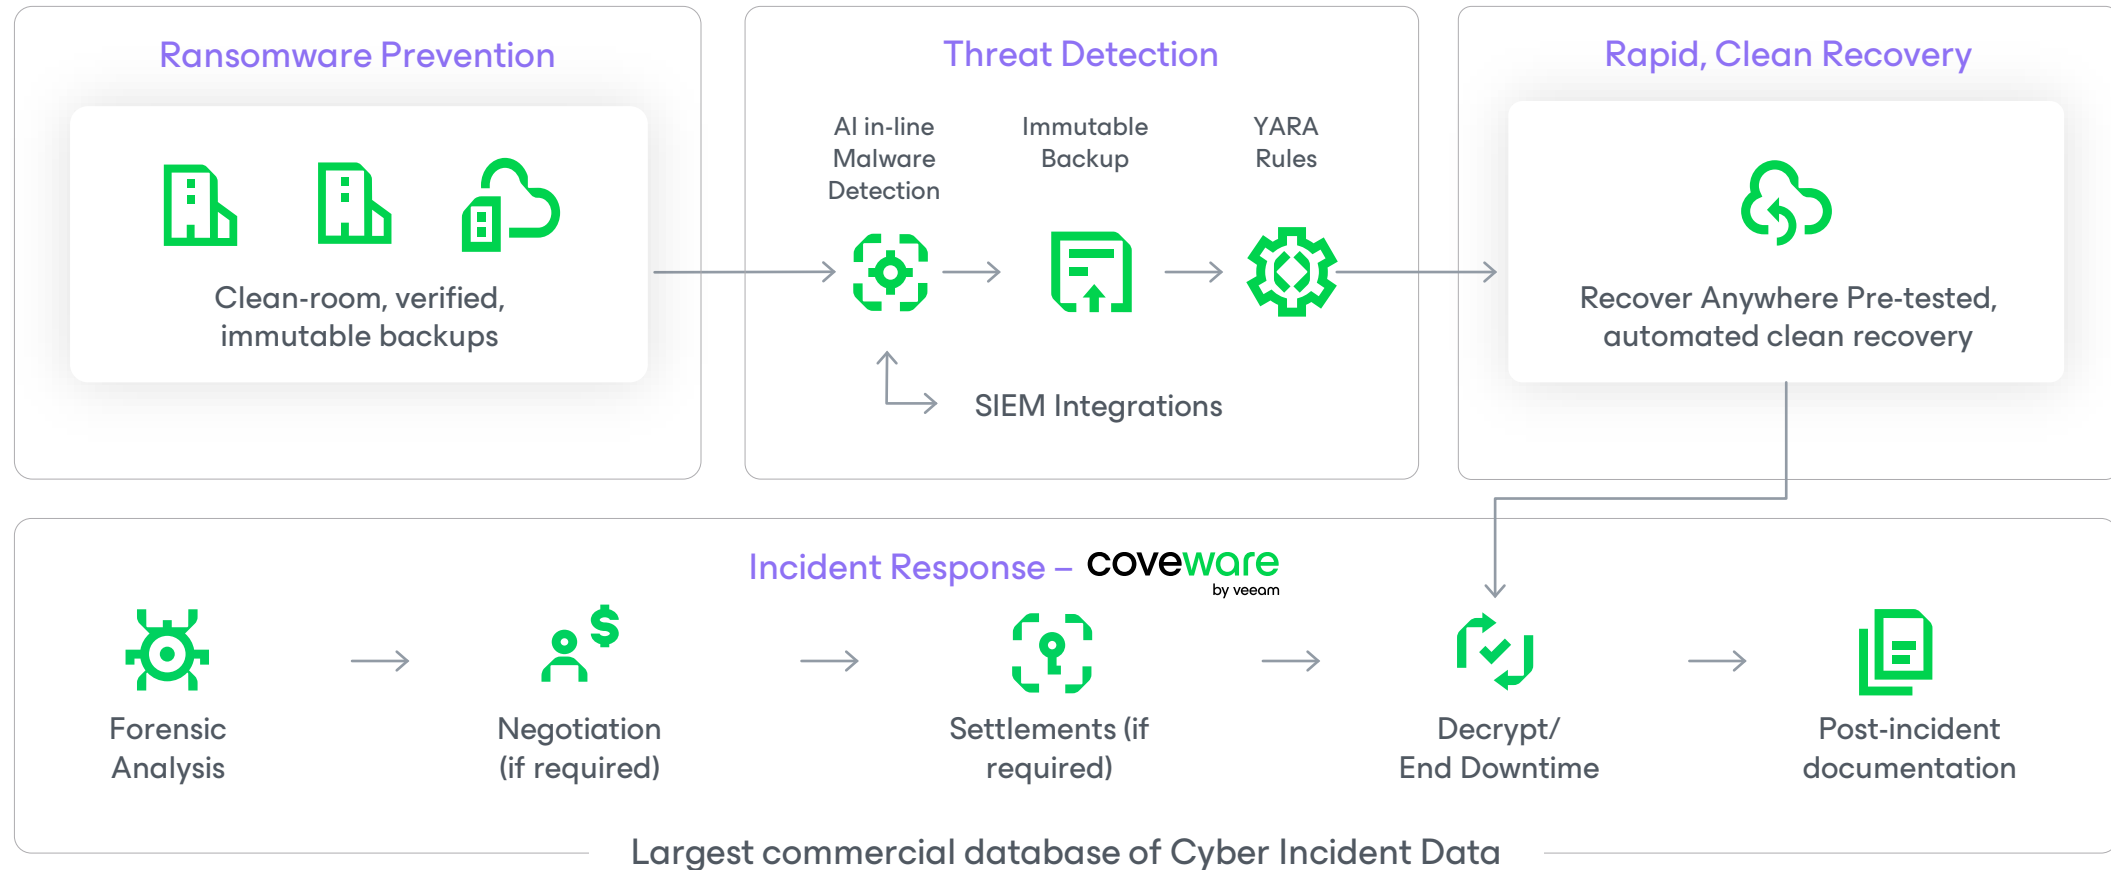 Ransomware Prevention
Clean-room, verified,
immutable backups
Threat Detection
AI in-line
Malware
Detection
Immutable
Backup
YARA
Rules
SIEM Integrations
Rapid, Clean Recovery
Recover Anywhere Pre-tested,
automated clean recovery
Incident Response – coveware
by veeam
$
Forensic
Analysis
Negotiation
(if required)
Settlements (if
required)
Decrypt/
End Downtime
Post-incident
documentation
Largest commercial database of Cyber Incident Data